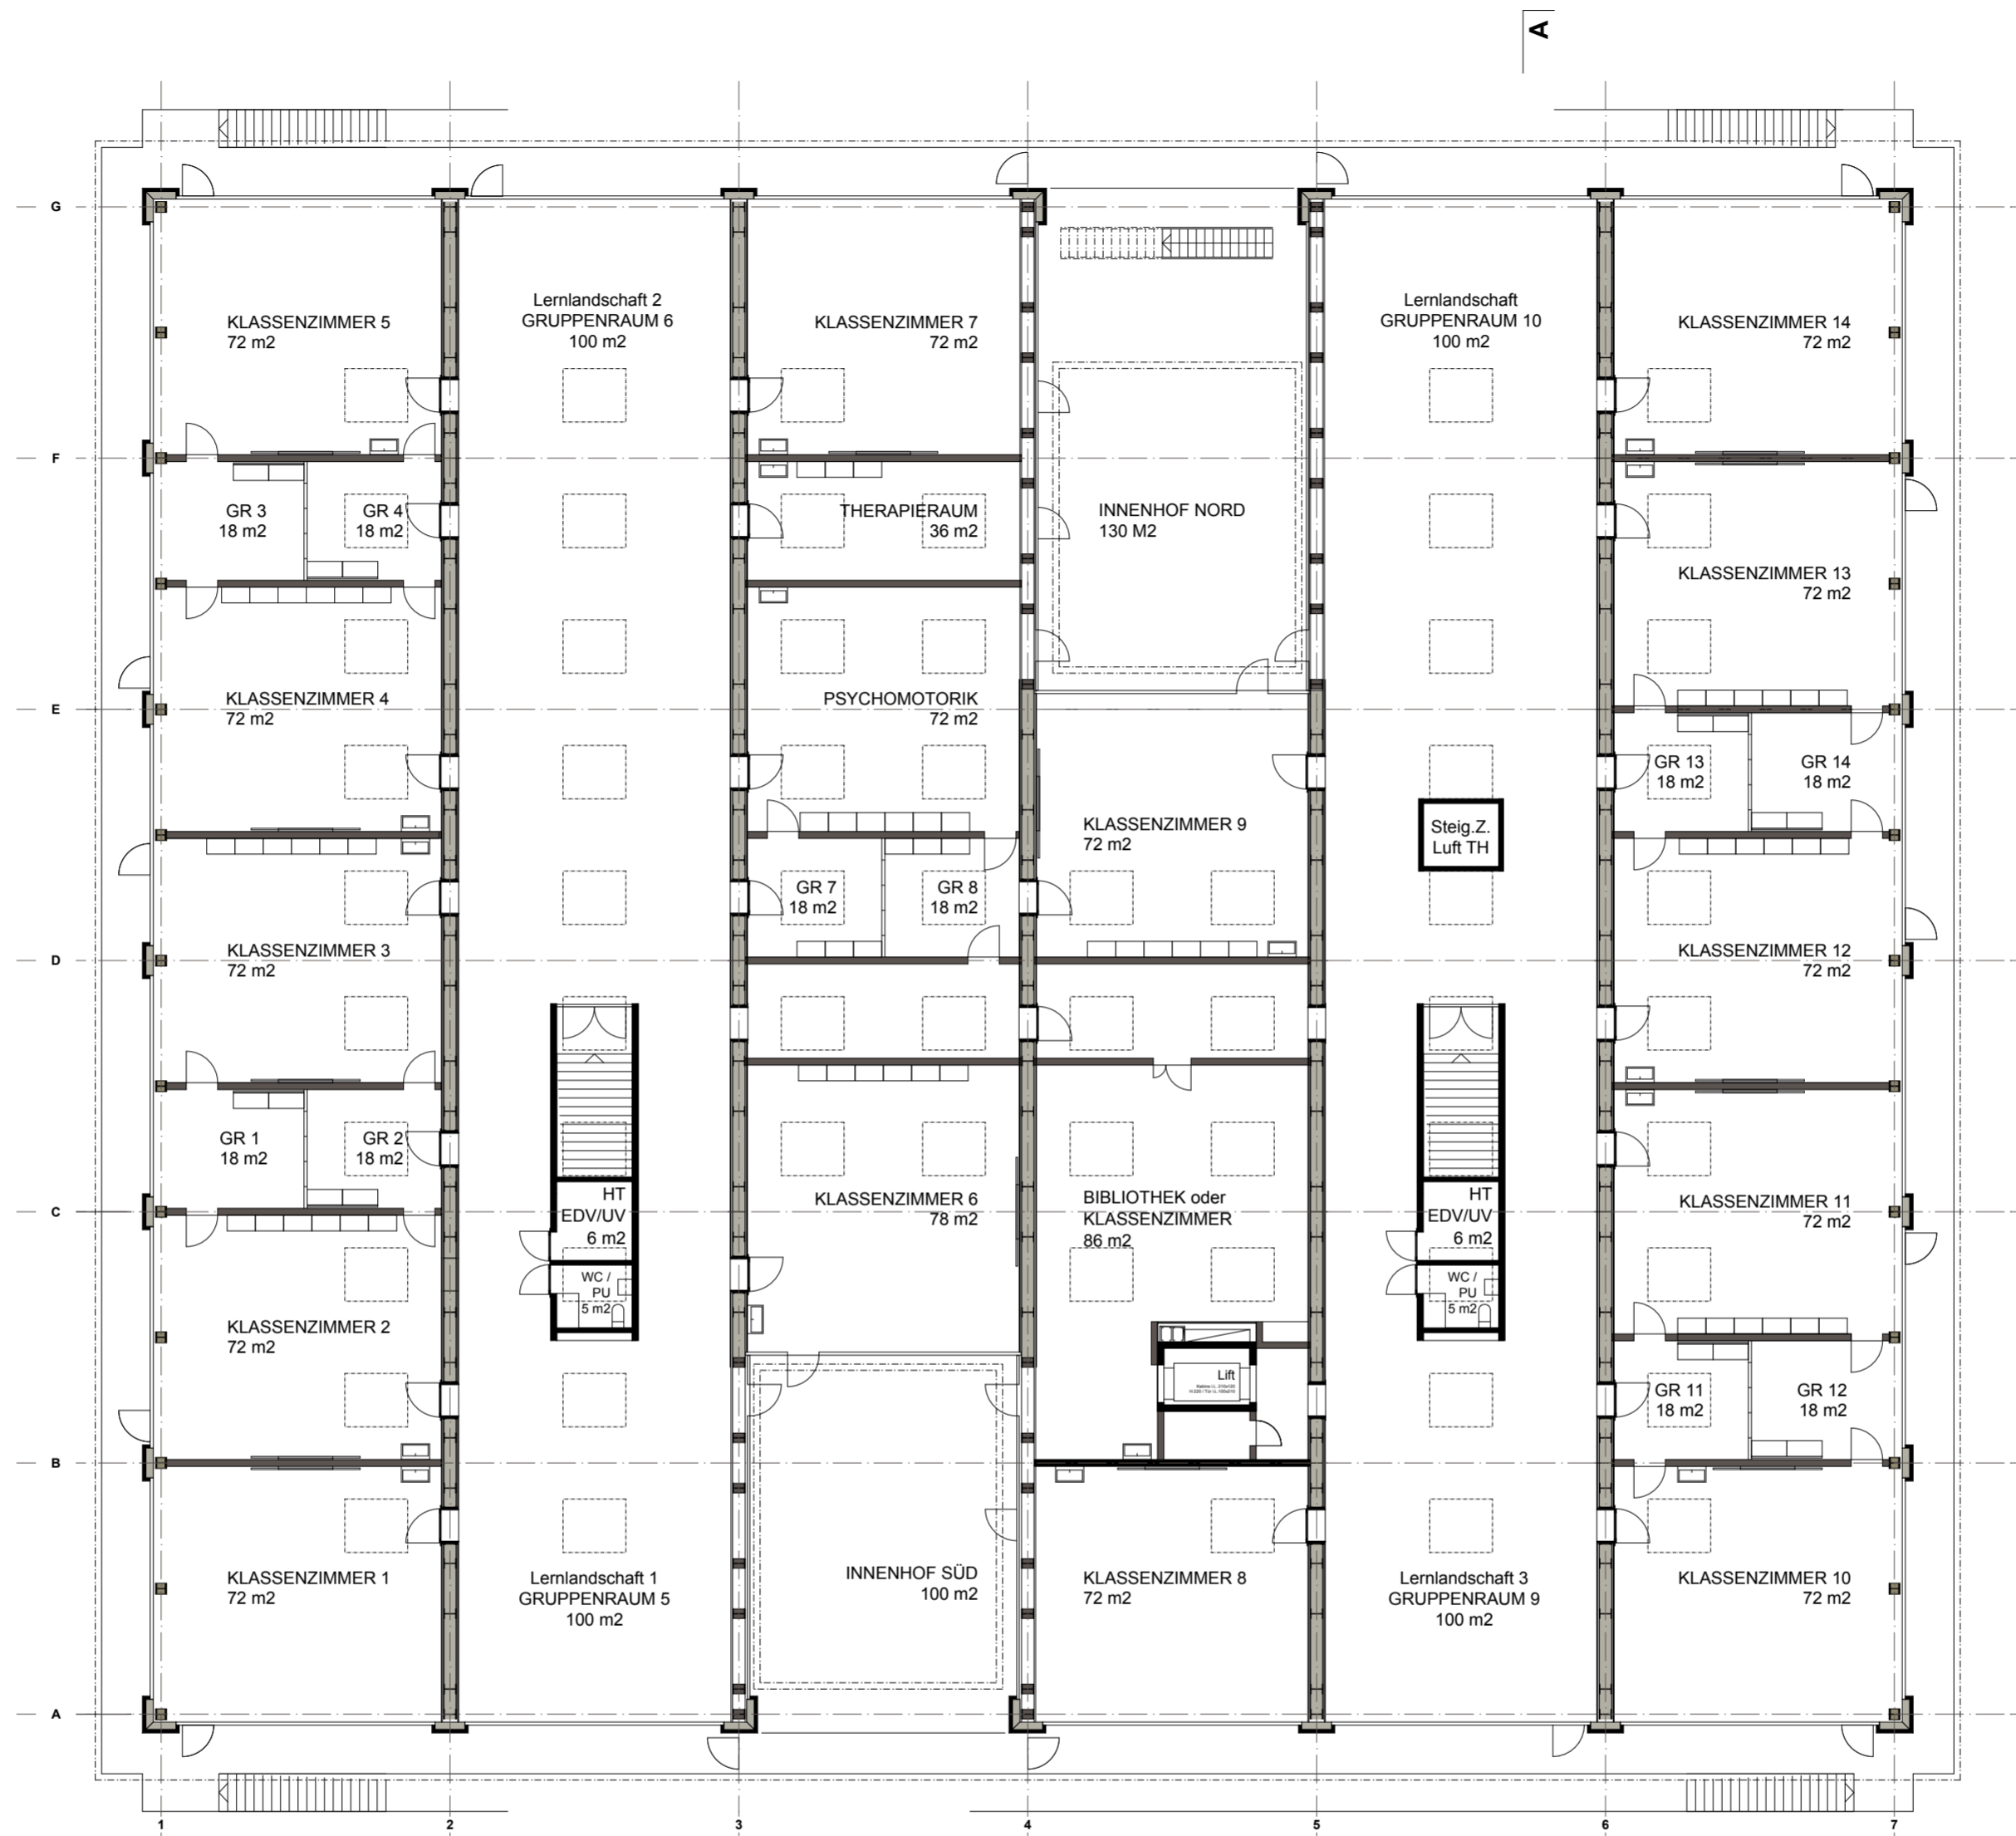 A
G
KLASSENZIMMER 5
72 m2
Lernlandschaft 2
GRUPPENRAUM 6
100 m2
KLASSENZIMMER 7
72 m2
Lernlandschaft
GRUPPENRAUM 10
100 m2
KLASSENZIMMER 14
72 m2
F
GR 3
18 m2
GR 4
18 m2
THERAPIERAUM
36 m2
INNENHOF NORD
130 M2
KLASSENZIMMER 13
72 m2
E
KLASSENZIMMER 4
72 m2
PSYCHOMOTORIK
72 m2
GR 13
18 m2
GR 14
18 m2
KLASSENZIMMER 9
72 m2
Steig.Z.
Luft TH
GR 7
18 m2
GR 8
18 m2
D
KLASSENZIMMER 3
72 m2
KLASSENZIMMER 12
72 m2
GR 1
18 m2
GR 2
18 m2
C
HT
EDV/UV
6 m2
WC /
PU
5 m2
KLASSENZIMMER 6
78 m2
BIBLIOTHEK oder
KLASSENZIMMER
86 m2
HT
EDV/UV
6 m2
WC /
PU
5 m2
KLASSENZIMMER 11
72 m2
KLASSENZIMMER 2
72 m2
Lift
GR 11
18 m2
GR 12
18 m2
B
KLASSENZIMMER 1
72 m2
Lernlandschaft 1
GRUPPENRAUM 5
100 m2
INNENHOF SÜD
100 m2
KLASSENZIMMER 8
72 m2
Lernlandschaft 3
GRUPPENRAUM 9
100 m2
KLASSENZIMMER 10
72 m2
A
1
2
3
4
5
6
7